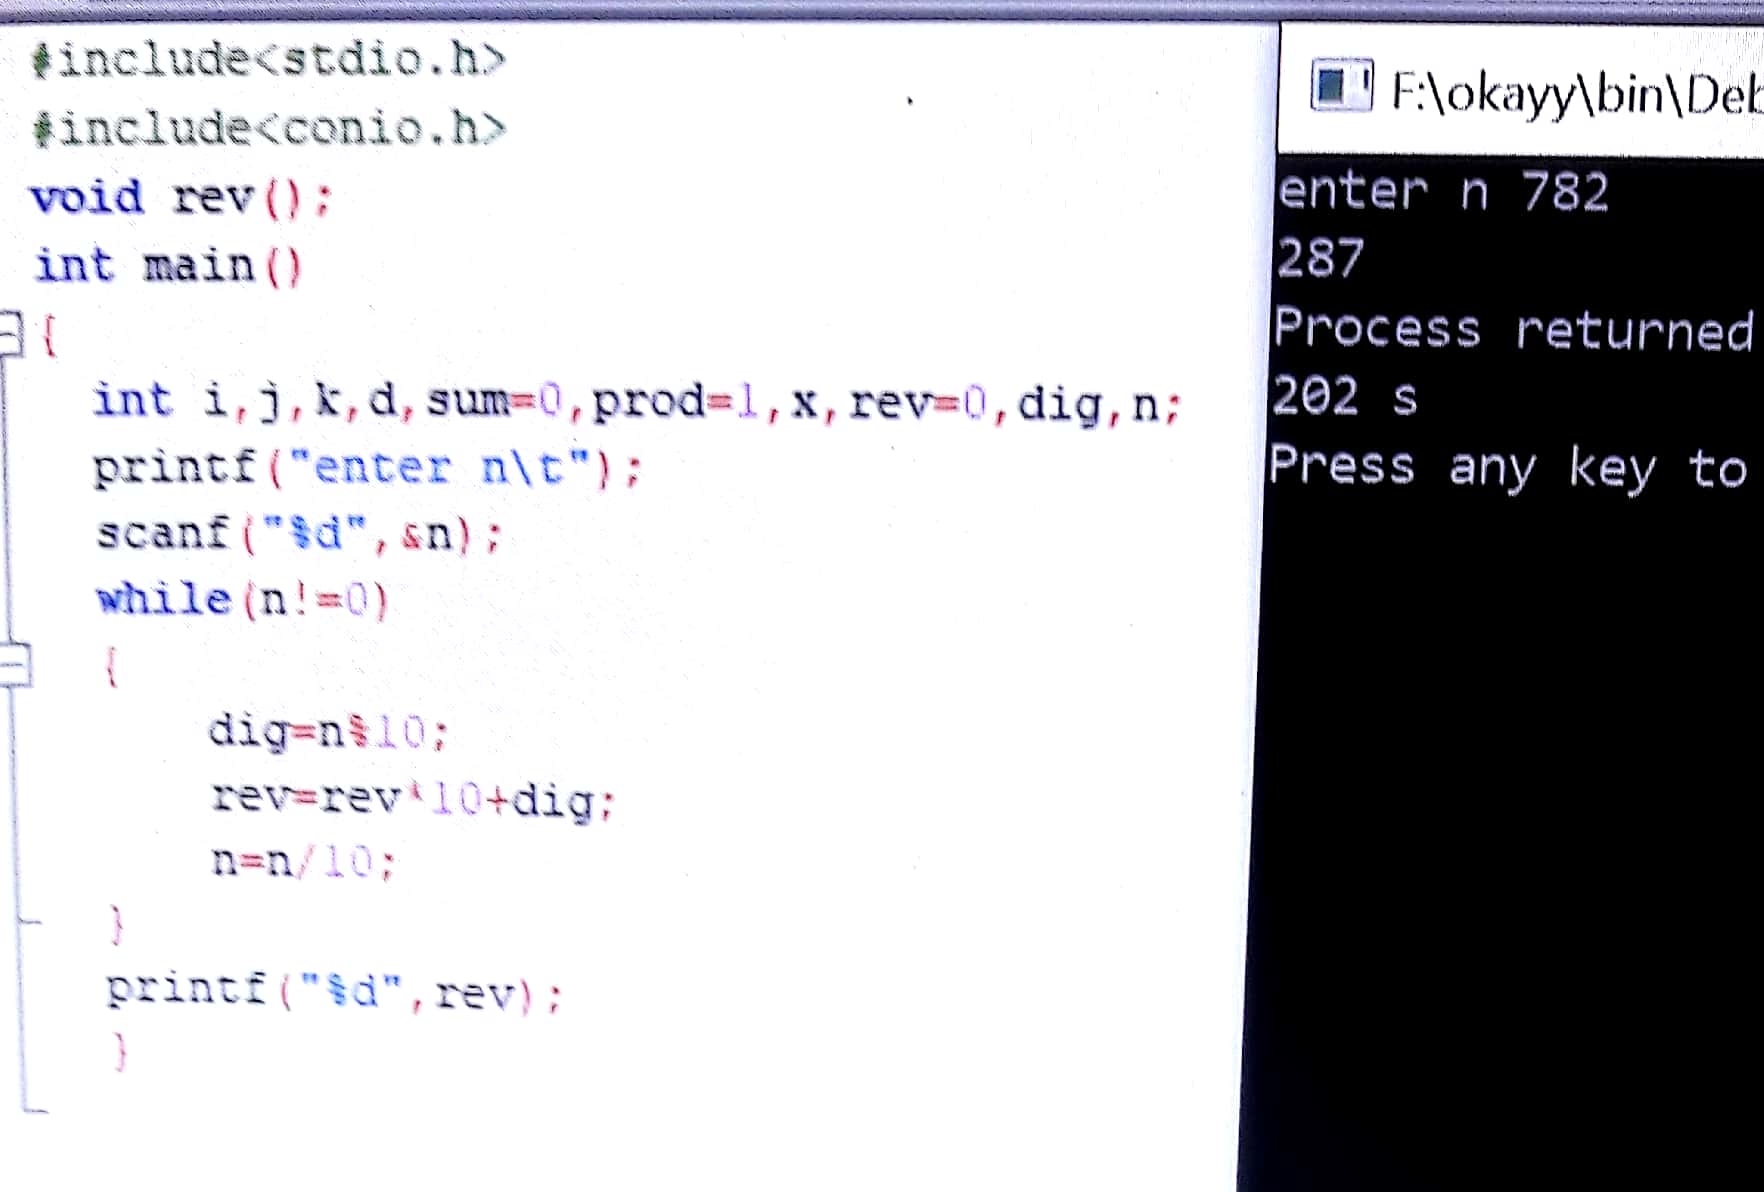 #include<stdio.h>
#include<conio.h>
void rev();
int main()
{
int i,j,k,d,sum=0,prod=1,x,rev=0,dig,n;
printf("enter n\t");
scanf("%d",&n);
while(n!=0)
{
dig=n%10;
rev=rev*10+dig;
n=n/10;
}
printf("%d",rev);
}
F:\okayy\bin\Deb
enter n 782
287
Process returned
202 s
Press any key to